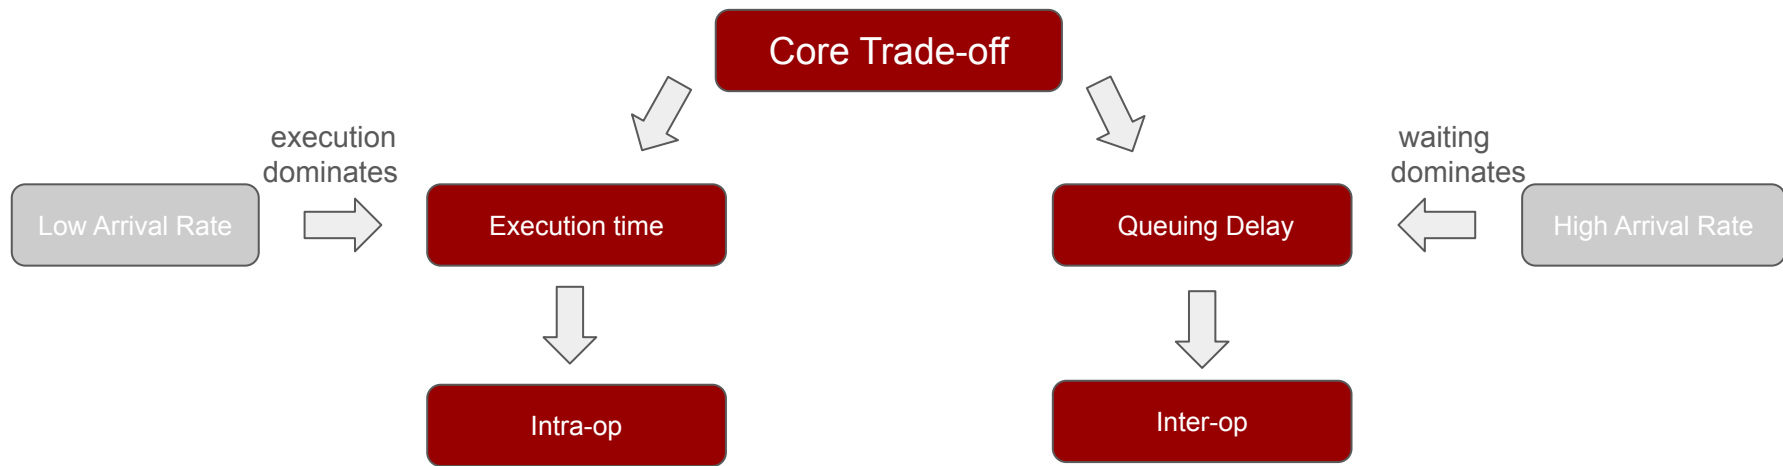 Core Trade-off
execution
dominates
waiting
dominates
Low Arrival Rate
Execution time
Queuing Delay
High Arrival Rate
Intra-op
Inter-op